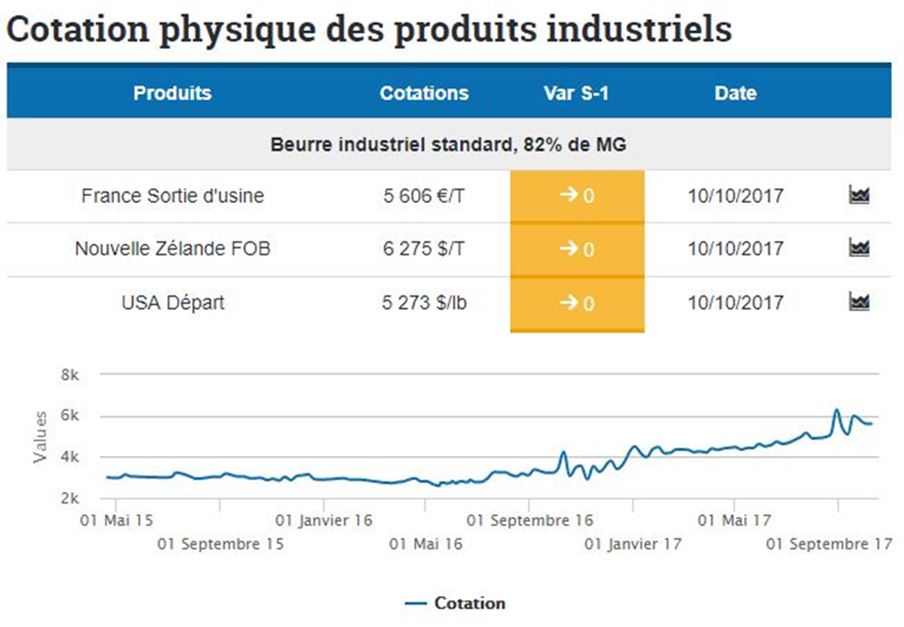 Cotation physique des produits industriels
Produits Cotations Var S-1 Date
Beurre industriel standard, 82% de MG
France Sortie d'usine 5 606 €/T → 0 10/10/2017
Nouvelle Zélande FOB 6 275 $/T → 0 10/10/2017
USA Départ 5 273 $/lb → 0 10/10/2017
8k
6k
4k
2k
Values
01 Mai 15 01 Janvier 16 01 Septembre 16 01 Mai 17
01 Septembre 15 01 Mai 16 01 Janvier 17 01 Septembre 17
Cotation